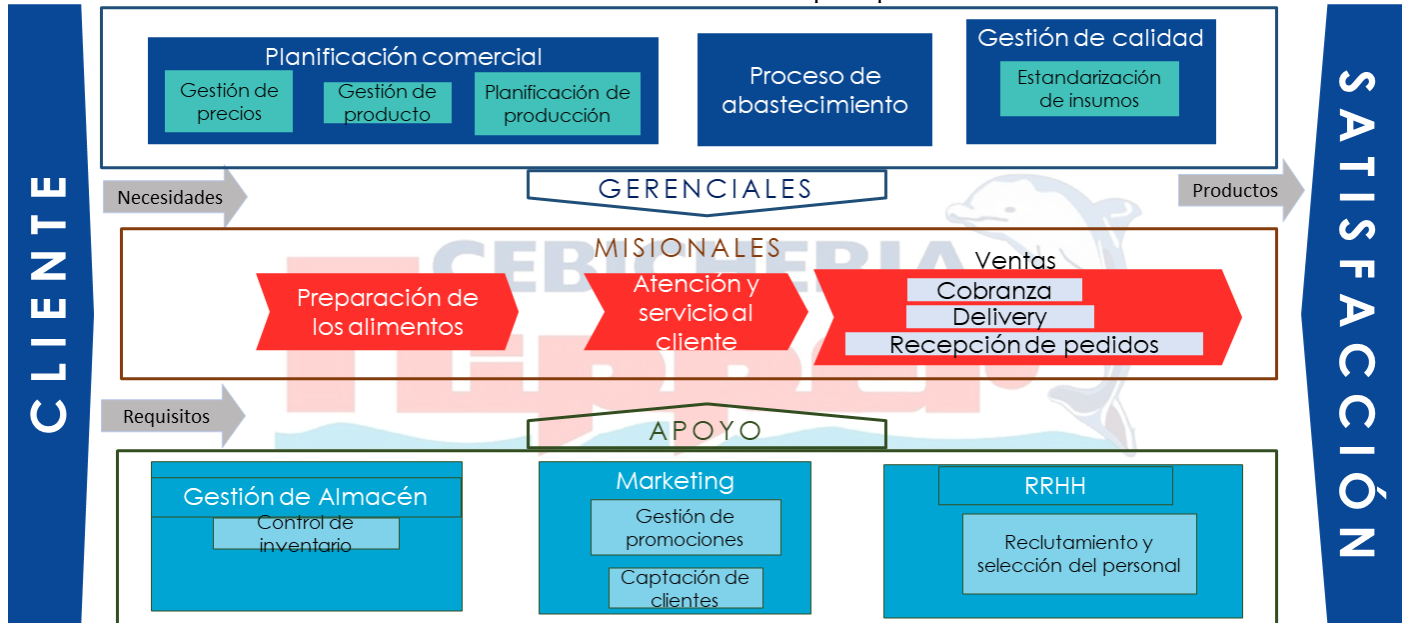 Planificación comercial
Gestión de
precios
Gestión de
producto
Planificación de
producción
Proceso de
abastecimiento
Gestión de calidad
Estandarización
de insumos
CLIENTE
SATISFACCIÓN
Necesidades
GERENCIALES
Productos
MISIONALES
CEBICHERIA
Preparación de
los alimentos
Atención y
servicio al
cliente
Ventas
Cobranza
Delivery
Recepción de pedidos
Requisitos
APOYO
Gestión de Almacén
Control de
inventario
Marketing
Gestión de
promociones
Captación de
clientes
RRHH
Reclutamiento y
selección del personal